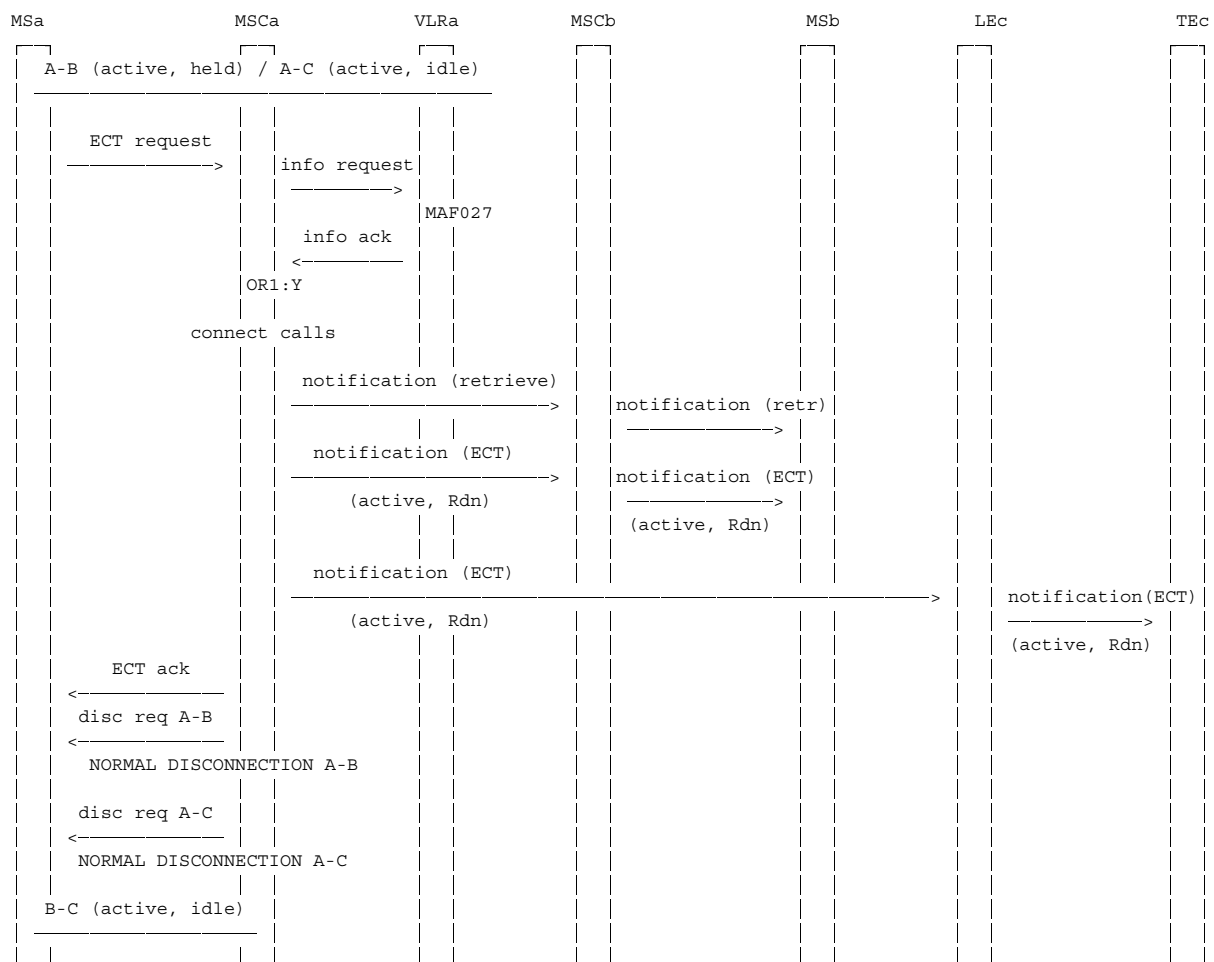 MSa MSCa VLRa MSCb MSb LEc TEc
A-B (active, held) / A-C (active, idle)
ECT request
info request
MAF027
info ack
OR1:Y
connect calls
notification (retrieve)
notification (retr)
notification (ECT)
notification (ECT)
(active, Rdn)
(active, Rdn)
notification (ECT)
notification(ECT)
(active, Rdn)
(active, Rdn)
ECT ack
disc req A-B
NORMAL DISCONNECTION A-B
disc req A-C
NORMAL DISCONNECTION A-C
B-C (active, idle)